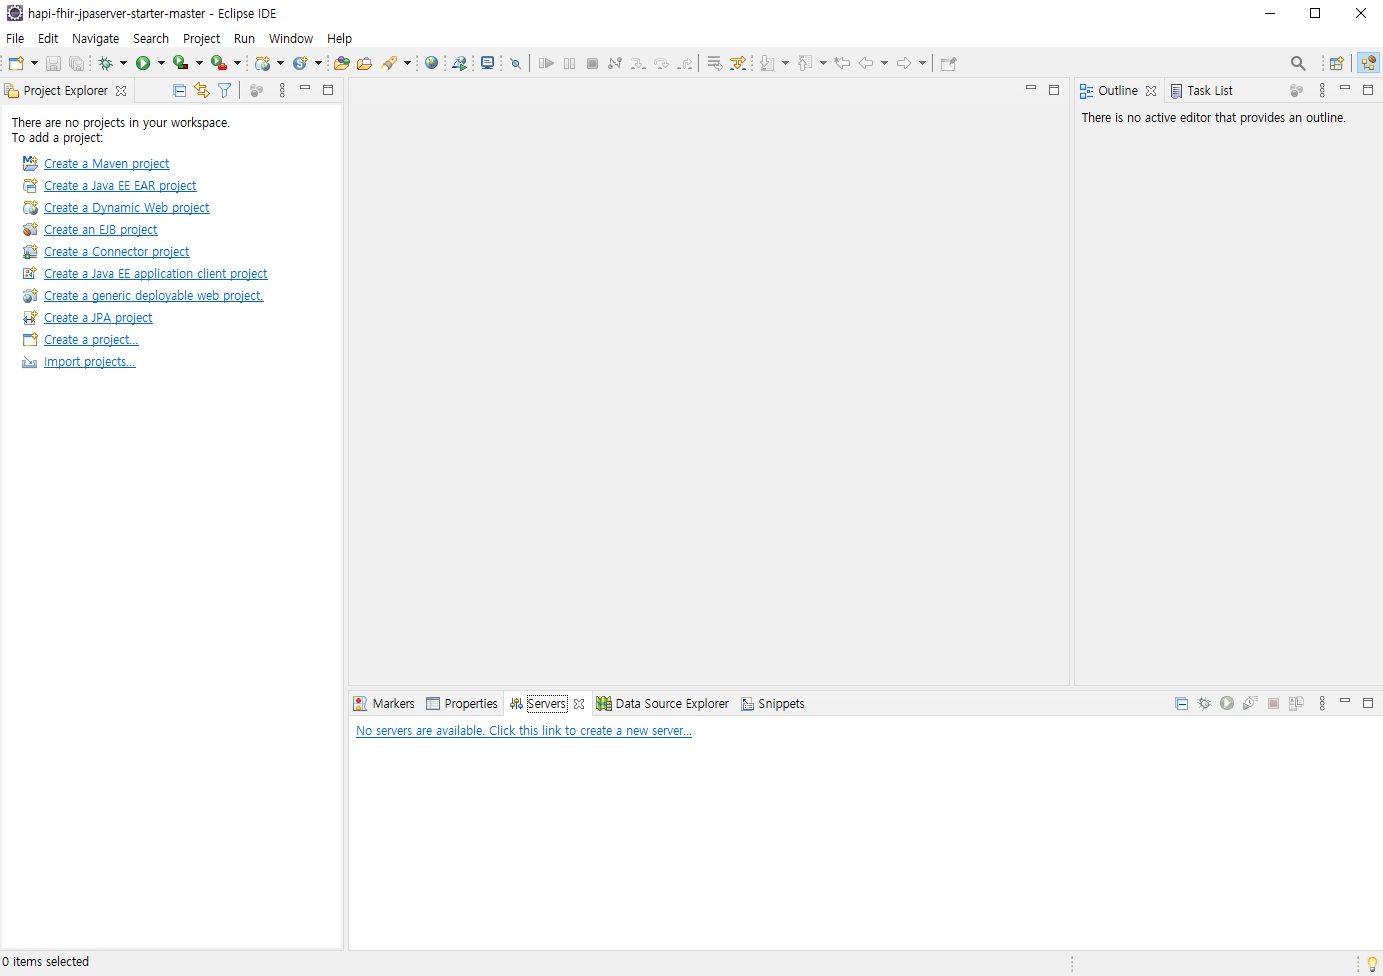 hapi-fhir-jpaserver-starter-master - Eclipse IDE
File Edit Navigate Search Project Run Window Help
Project Explorer
There are no projects in your workspace.
To add a project:
Create a Maven project
Create a Java EE EAR project
Create a Dynamic Web project
Create an EJB project
Create a Connector project
Create a Java EE application client project
Create a generic deployable web project.
Create a JPA project
Create a project...
Import projects...
Outline Task List
There is no active editor that provides an outline.
Markers Properties Servers Data Source Explorer Snippets
No servers are available. Click this link to create a new server...
0 items selected